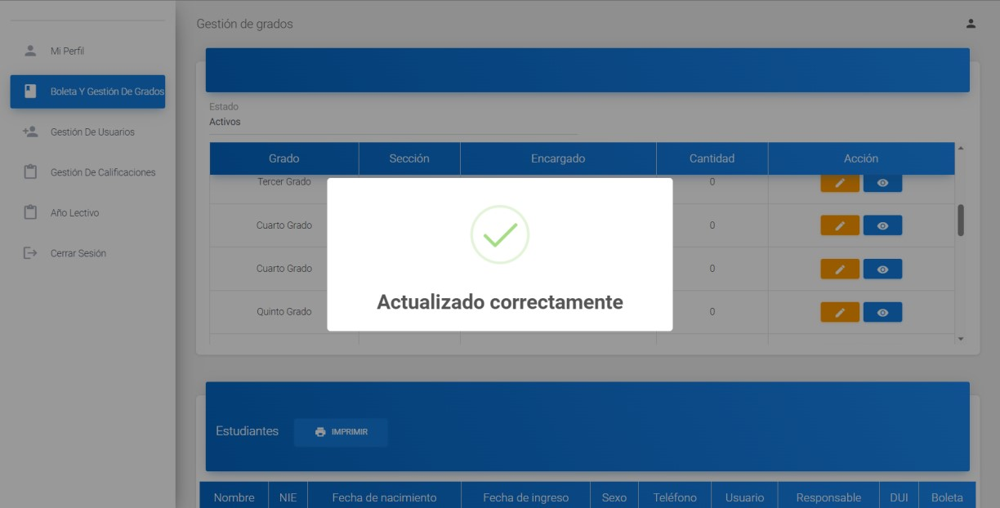 Gestión de grados
Mi Perfil
Boleta Y Gestión De Grados
Gestión De Usuarios
Gestión De Calificaciones
Año Lectivo
Cerrar Sesión
Estado
Activos
Grado Sección Encargado Cantidad Acción
Tercer Grado 0
Cuarto Grado 0
Cuarto Grado 0
Quinto Grado 0
Actualizado correctamente
Estudiantes IMPRIMIR
Nombre NIE Fecha de nacimiento Fecha de ingreso Sexo Teléfono Usuario Responsable DUI Boleta